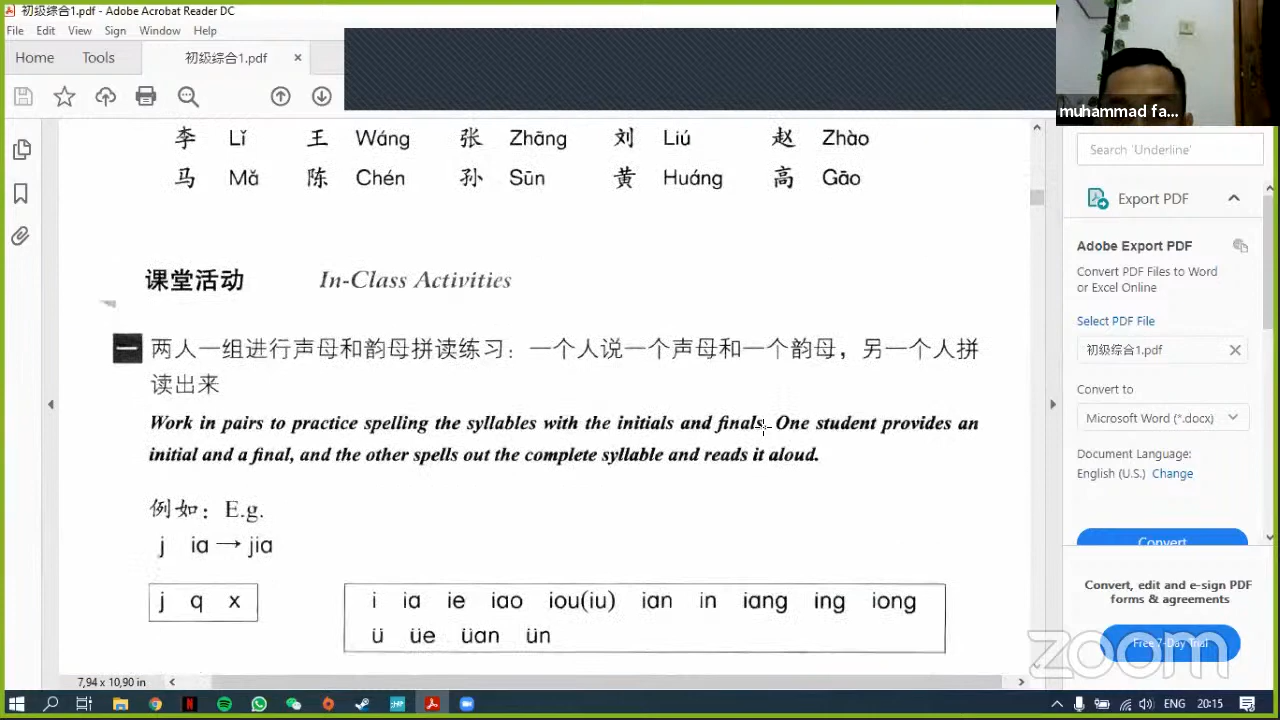 初级综合1.pdf - Adobe Acrobat Reader DC
File Edit View Sign Window Help
Home Tools 初级综合1.pdf ×
muhammad fa...
李 Lǐ 王 Wáng 张 Zhāng 刘 Liú 赵 Zhào
马 Mǎ 陈 Chén 孙 Sūn 黄 Huáng 高 Gāo
课堂活动 In-Class Activities
一 两人一组进行声母和韵母拼读练习：一个人说一个声母和一个韵母，另一个人拼
读出来
Work in pairs to practice spelling the syllables with the initials and finals. One student provides an
initial and a final, and the other spells out the complete syllable and reads it aloud.
例如：E.g.
j ia → jia
j q x
i ia ie iao iou(iu) ian in iang ing iong
ü üe üan ün
7,94 x 10,90 in
Search 'Underline'
Export PDF
Adobe Export PDF
Convert PDF Files to Word
or Excel Online
Select PDF File
初级综合1.pdf
Convert to
Microsoft Word (*.docx)
Document Language:
English (U.S.) Change
Convert
Convert, edit and e-sign PDF
forms & agreements
Free 7-Day Trial
zoom
ENG 20:15